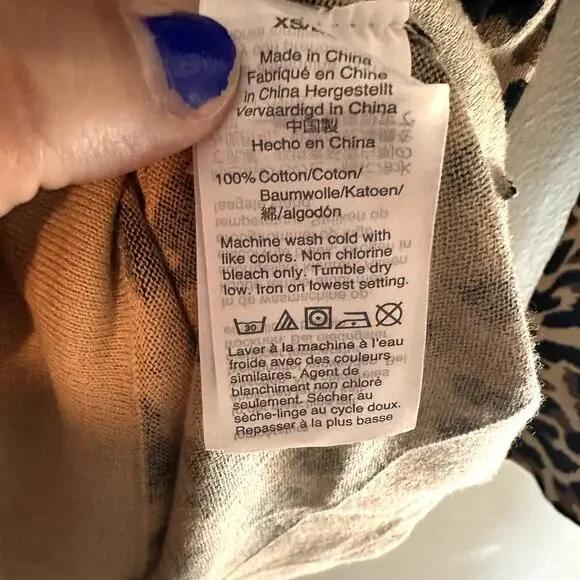 XS/
Made in China
Fabriqué en Chine
in China Hergestellt
Vervaardigd in China
中国製
Hecho en China
100% Cotton/Coton/
Baumwolle/Katoen/
綿/algodón
Machine wash cold with
like colors. Non chlorine
bleach only. Tumble dry
low. Iron on lowest setting.
30
Laver à la machine à l'eau
froide avec des couleurs
similaires. Agent de
blanchiment non chloré
seulement. Sécher au
sèche-linge au cycle doux.
Repasser à la plus basse